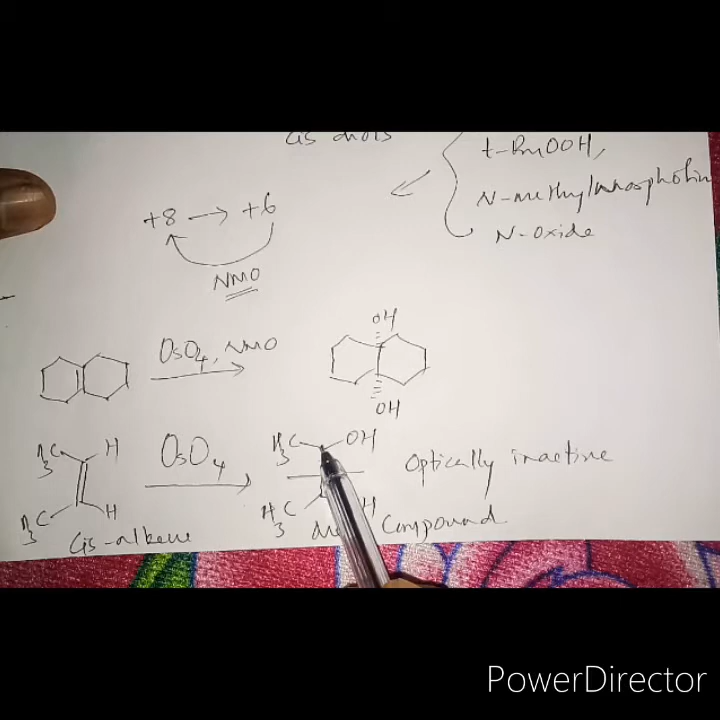 cis diols
t-BuOOH,
N-methylmorpholin
N-oxide
+8 → +6
NMO
OsO4, NMO
OH
OH
H3C H
OsO4
H3C OH
Optically inactive
H3C H
H3C H
Cis-alkene
Compound
PowerDirector